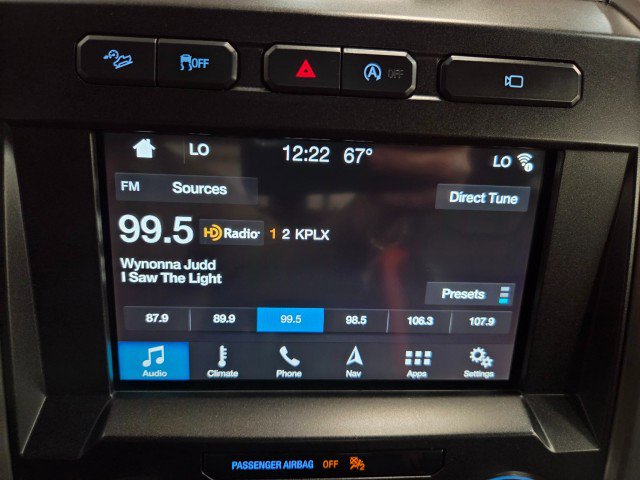 OFF
A OFF
LO 12:22 67° LO
FM Sources
Direct Tune
99.5 HD Radio 1 2 KPLX
Wynonna Judd
I Saw The Light
Presets
87.9 89.9 99.5 98.5 106.3 107.9
Audio Climate Phone Nav Apps Settings
PASSENGER AIRBAG OFF 2